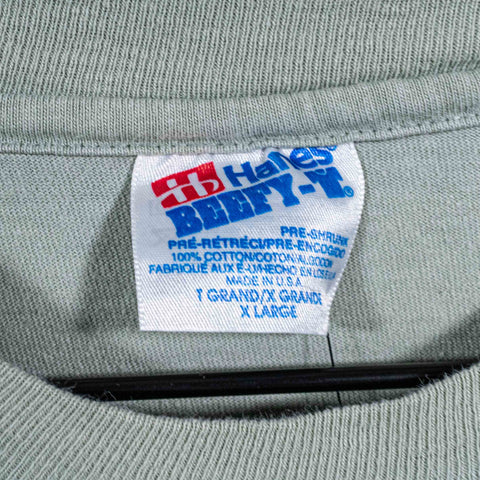 Hanes
BEEFY-T®
PRE-SHRUNK
PRÉ-RÉTRÉCI/PRE-ENCOGIDO
100% COTTON/COTON/ALGODON
FABRIQUÉ AUX E-U/HECHO EN LOS E.U.A
MADE IN U.S.A.
T GRAND/X GRANDE
X LARGE